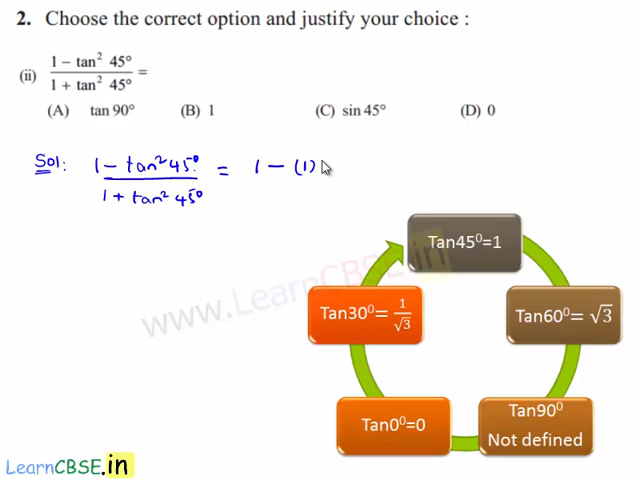 2. Choose the correct option and justify your choice :
(ii) (1 − tan² 45°)/(1 + tan² 45°) =
(A) tan 90° (B) 1 (C) sin 45° (D) 0
Sol: (1 − tan² 45°)/(1 + tan² 45°) = 1 − (1)
Tan45⁰=1
www.LearnCBSE.in
Tan30⁰= 1/√3
Tan60⁰= √3
Tan0⁰=0
Tan90⁰
Not defined
LearnCBSE.in